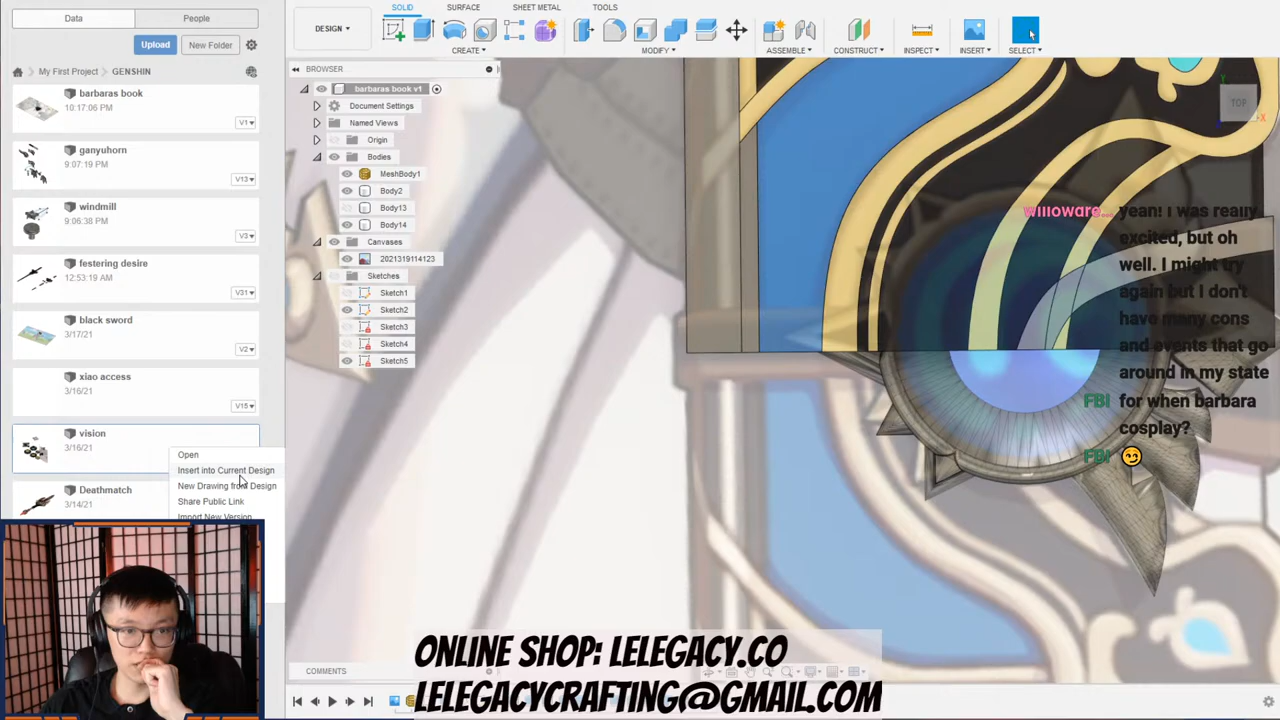 Data
People
Upload
New Folder
My First Project
GENSHIN
barbaras book
10:17:06 PM
V1
ganyuhorn
9:07:19 PM
V13
windmill
9:06:38 PM
V3
festering desire
12:53:19 AM
V31
black sword
3/17/21
V2
xiao access
3/16/21
V15
vision
3/16/21
Deathmatch
3/14/21
Open
Insert into Current Design
New Drawing from Design
Share Public Link
Import New Version
DESIGN
SOLID
SURFACE
SHEET METAL
TOOLS
CREATE
MODIFY
ASSEMBLE
CONSTRUCT
INSPECT
INSERT
SELECT
BROWSER
barbaras book v1
Document Settings
Named Views
Origin
Bodies
MeshBody1
Body2
Body13
Body14
Canvases
2021319114123
Sketches
Sketch1
Sketch2
Sketch3
Sketch4
Sketch5
Y
TOP
X
willoware... yeah! I was really
excited, but oh
well. I might try
again but I don't
have many cons
and events that go
around in my state
FBI for when barbara
cosplay?
FBI 😏
COMMENTS
ONLINE SHOP: LELEGACY.CO
LELEGACYCRAFTING@GMAIL.COM